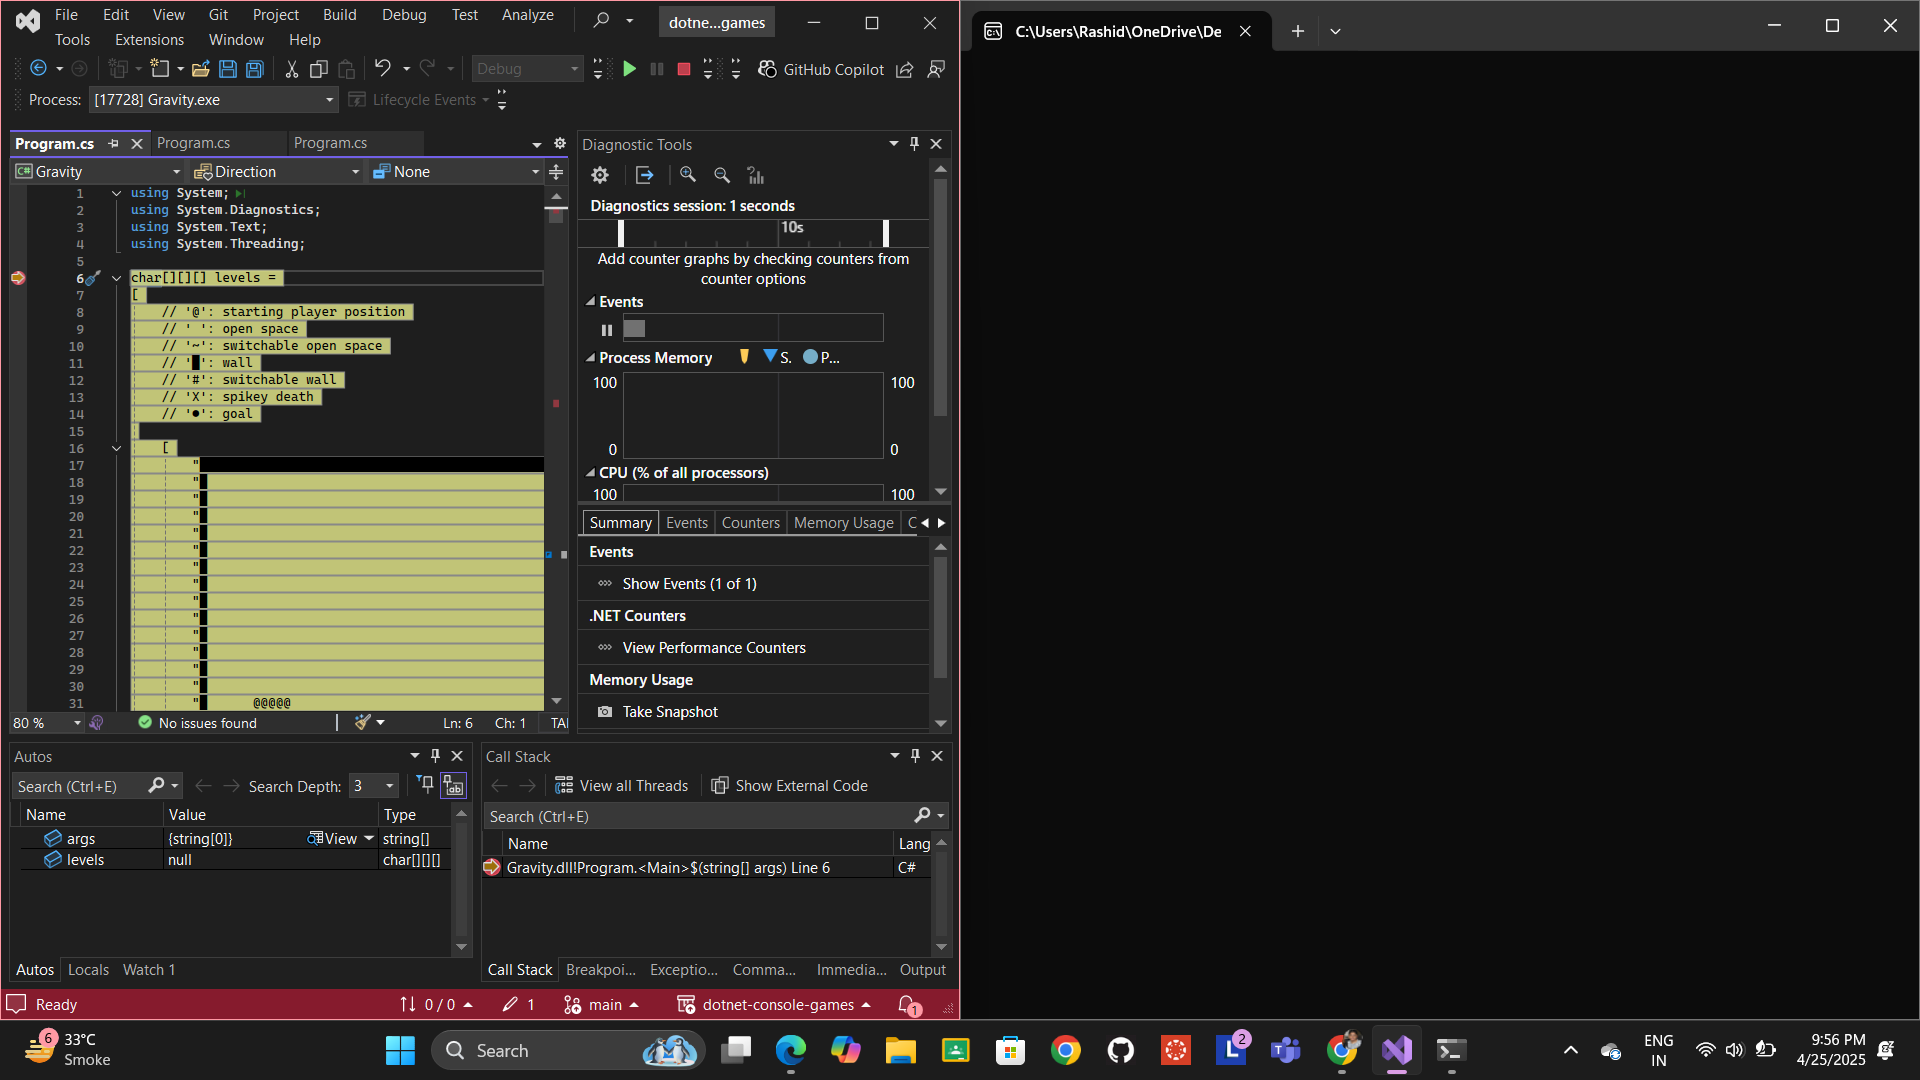 File Edit View Git Project Build Debug Test Analyze
dotne...games
Tools Extensions Window Help
Debug
GitHub Copilot
Process: [17728] Gravity.exe
Lifecycle Events
Program.cs Program.cs Program.cs
C# Gravity Direction None
1 using System;
2 using System.Diagnostics;
3 using System.Text;
4 using System.Threading;
5
6 char[][][] levels =
7 [
8 // '@': starting player position
9 // ' ': open space
10 // '~': switchable open space
11 // '█': wall
12 // '#': switchable wall
13 // 'X': spikey death
14 // '●': goal
15
16 [
17 "
18 "█
19 "█
20 "█
21 "█
22 "█
23 "█
24 "█
25 "█
26 "█
27 "█
28 "█
29 "█
30 "█
31 "█ @@@@@
80 % No issues found Ln: 6 Ch: 1 TAI
Diagnostic Tools
Diagnostics session: 1 seconds
10s
Add counter graphs by checking counters from
counter options
Events
Process Memory S. P...
100 100
0 0
CPU (% of all processors)
100 100
Summary Events Counters Memory Usage C
Events
Show Events (1 of 1)
.NET Counters
View Performance Counters
Memory Usage
Take Snapshot
Autos
Search (Ctrl+E) Search Depth: 3
Name Value Type
args {string[0]} View string[]
levels null char[][][]
Autos Locals Watch 1
Call Stack
View all Threads Show External Code
Search (Ctrl+E)
Name Lang
Gravity.dll!Program.<Main>$(string[] args) Line 6 C#
Call Stack Breakpoi... Exceptio... Comma... Immedia... Output
Ready 0 / 0 1 main dotnet-console-games 1
C:\Users\Rashid\OneDrive\De
6 33°C
Smoke
Search
2
ENG
IN
9:56 PM
4/25/2025